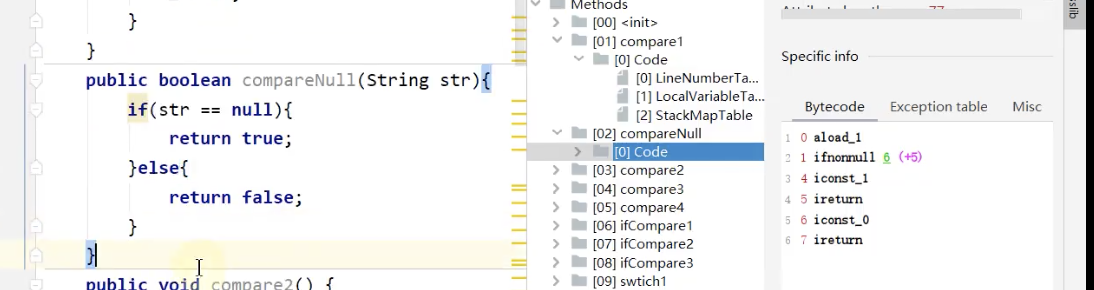 }
}
public boolean compareNull(String str){
if(str == null){
return true;
}else{
return false;
}
}
public void compare2() {
Methods
[00] <init>
[01] compare1
[0] Code
[0] LineNumberTa...
[1] LocalVariableTa...
[2] StackMapTable
[02] compareNull
[0] Code
[03] compare2
[04] compare3
[05] compare4
[06] ifCompare1
[07] ifCompare2
[08] ifCompare3
[09] swtich1
Specific info
Bytecode Exception table Misc
1 0 aload_1
2 1 ifnonnull 6 (+5)
3 4 iconst_1
4 5 ireturn
5 6 iconst_0
6 7 ireturn